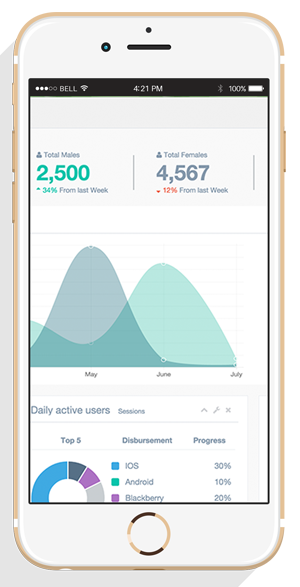 BELL 4:21 PM 100%
Total Males Total Females
2,500 4,567
34% From last Week 12% From last Week
May June July
Daily active users Sessions
Top 5 Disbursement Progress
IOS 30%
Android 10%
Blackberry 20%